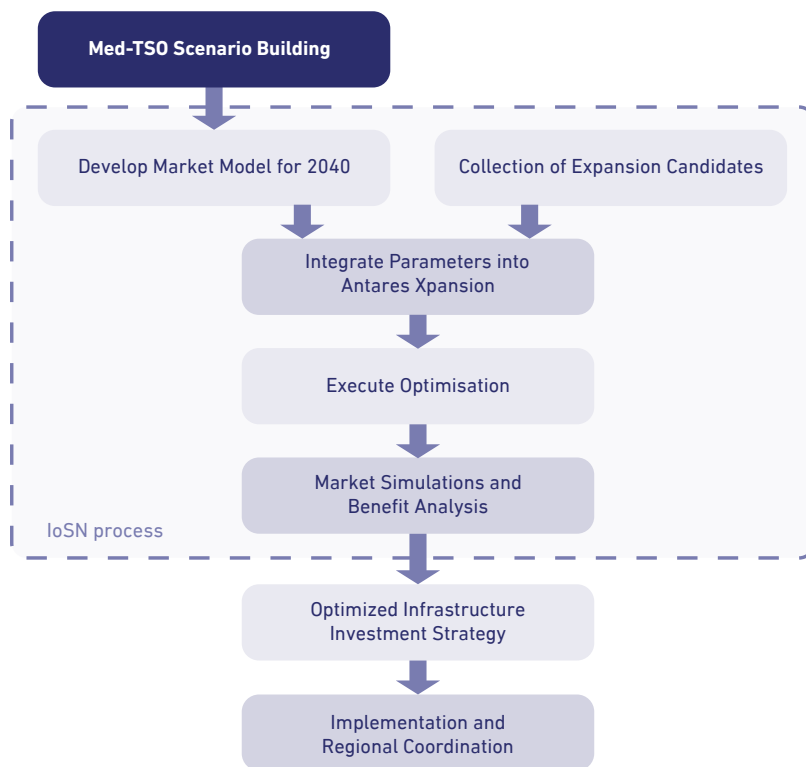 Med-TSO Scenario Building
Develop Market Model for 2040
Collection of Expansion Candidates
Integrate Parameters into
Antares Xpansion
Execute Optimisation
Market Simulations and
Benefit Analysis
IoSN process
Optimized Infrastructure
Investment Strategy
Implementation and
Regional Coordination